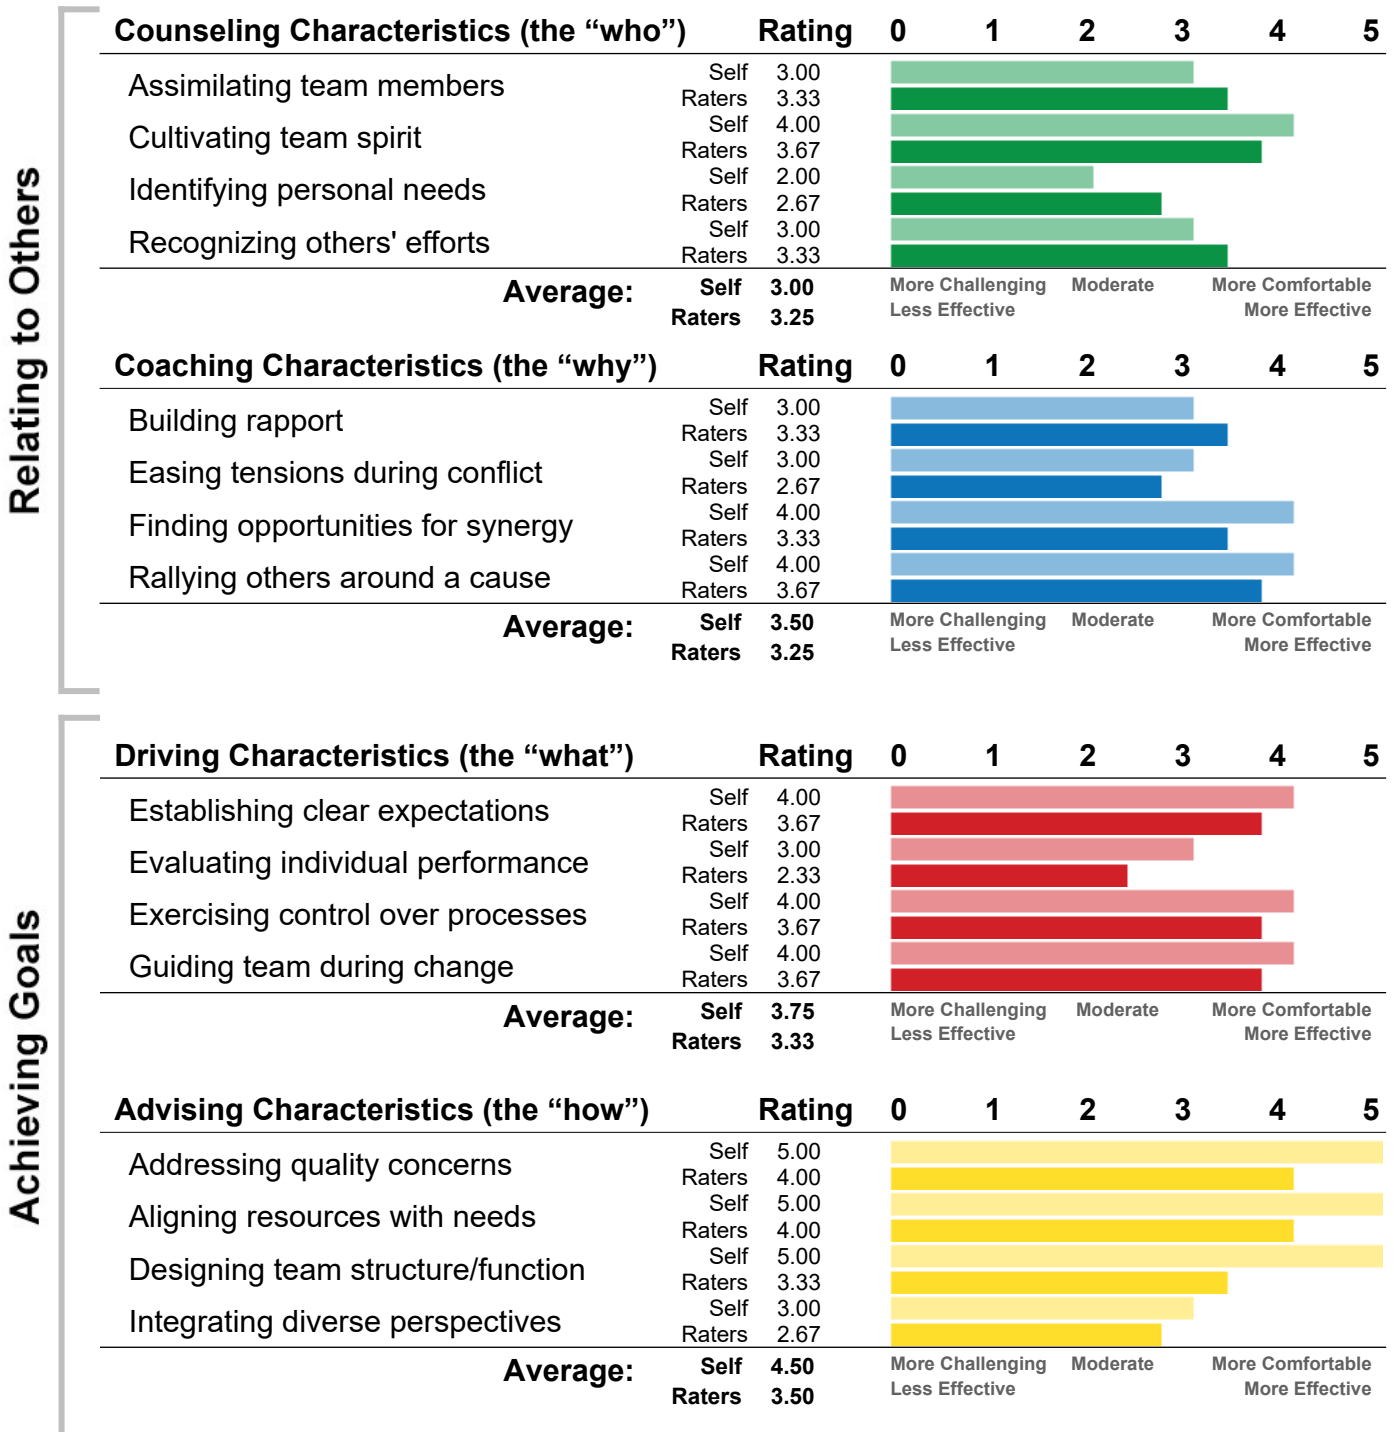 Relating to Others
Counseling Characteristics (the “who”) Rating 0 1 2 3 4 5
Assimilating team members
Self 3.00
Raters 3.33
Cultivating team spirit
Self 4.00
Raters 3.67
Identifying personal needs
Self 2.00
Raters 2.67
Recognizing others' efforts
Self 3.00
Raters 3.33
Average: Self 3.00
Raters 3.25
More Challenging Moderate More Comfortable
Less Effective More Effective
Coaching Characteristics (the “why”) Rating 0 1 2 3 4 5
Building rapport
Self 3.00
Raters 3.33
Easing tensions during conflict
Self 3.00
Raters 2.67
Finding opportunities for synergy
Self 4.00
Raters 3.33
Rallying others around a cause
Self 4.00
Raters 3.67
Average: Self 3.50
Raters 3.25
More Challenging Moderate More Comfortable
Less Effective More Effective
Achieving Goals
Driving Characteristics (the “what”) Rating 0 1 2 3 4 5
Establishing clear expectations
Self 4.00
Raters 3.67
Evaluating individual performance
Self 3.00
Raters 2.33
Exercising control over processes
Self 4.00
Raters 3.67
Guiding team during change
Self 4.00
Raters 3.67
Average: Self 3.75
Raters 3.33
More Challenging Moderate More Comfortable
Less Effective More Effective
Advising Characteristics (the “how”) Rating 0 1 2 3 4 5
Addressing quality concerns
Self 5.00
Raters 4.00
Aligning resources with needs
Self 5.00
Raters 4.00
Designing team structure/function
Self 5.00
Raters 3.33
Integrating diverse perspectives
Self 3.00
Raters 2.67
Average: Self 4.50
Raters 3.50
More Challenging Moderate More Comfortable
Less Effective More Effective